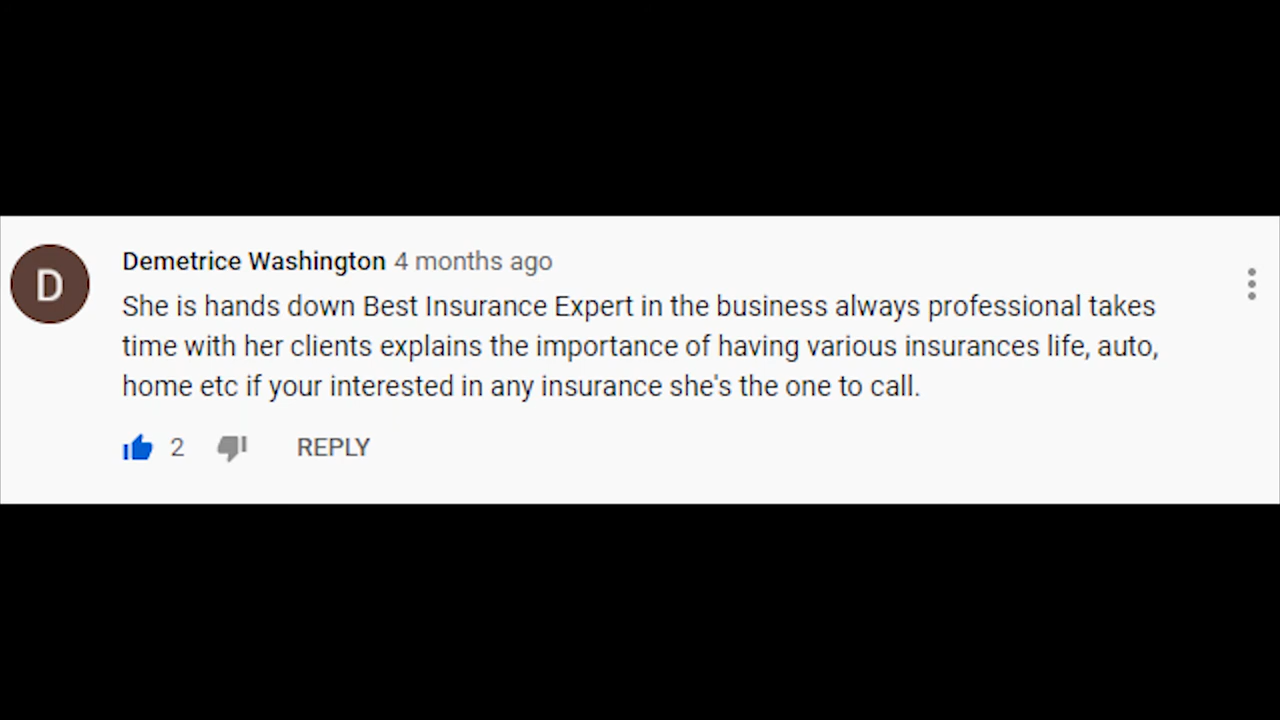 D
Demetrice Washington 4 months ago
She is hands down Best Insurance Expert in the business always professional takes
time with her clients explains the importance of having various insurances life, auto,
home etc if your interested in any insurance she's the one to call.
2 REPLY